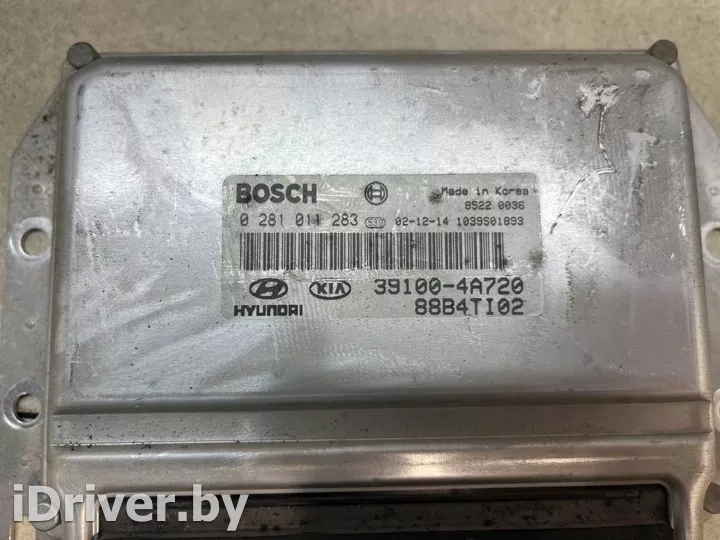 BOSCH Made in Korea
8522 0036
0 281 011 283 02-12-14 1039S01893
39100-4A720
HYUNDAI KIA 88B4TI02
iDriver.by